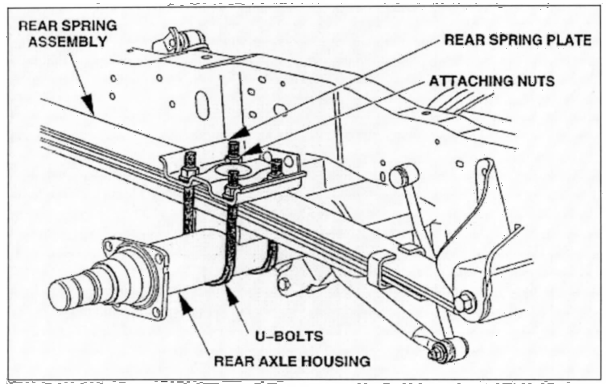 REAR SPRING
ASSEMBLY
REAR SPRING PLATE
ATTACHING NUTS
U-BOLTS
REAR AXLE HOUSING